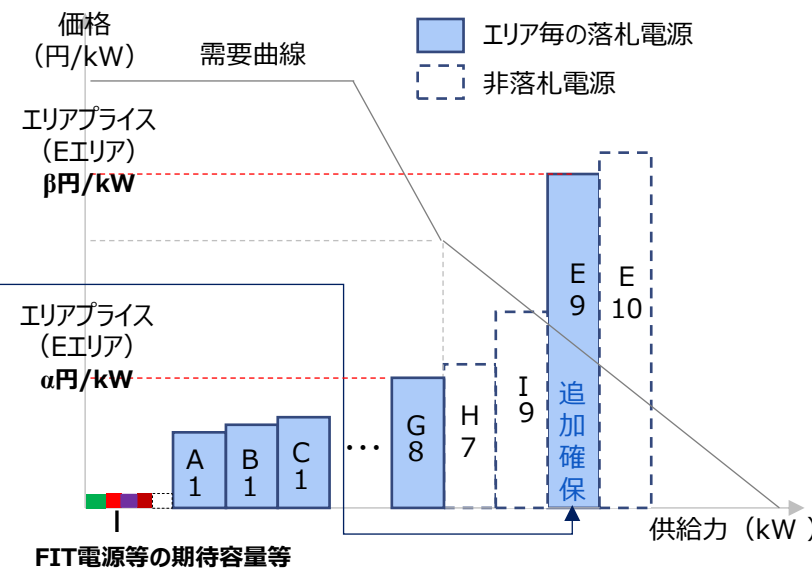 価格
（円/kW）
需要曲線
エリア毎の落札電源
非落札電源
エリアプライス
（Eエリア）
β円/kW
エリアプライス
（Eエリア）
α円/kW
A
1
B
1
C
1
…
G
8
H
7
I
9
E
9
追
加
確
保
E
10
供給力（kW）
FIT電源等の期待容量等